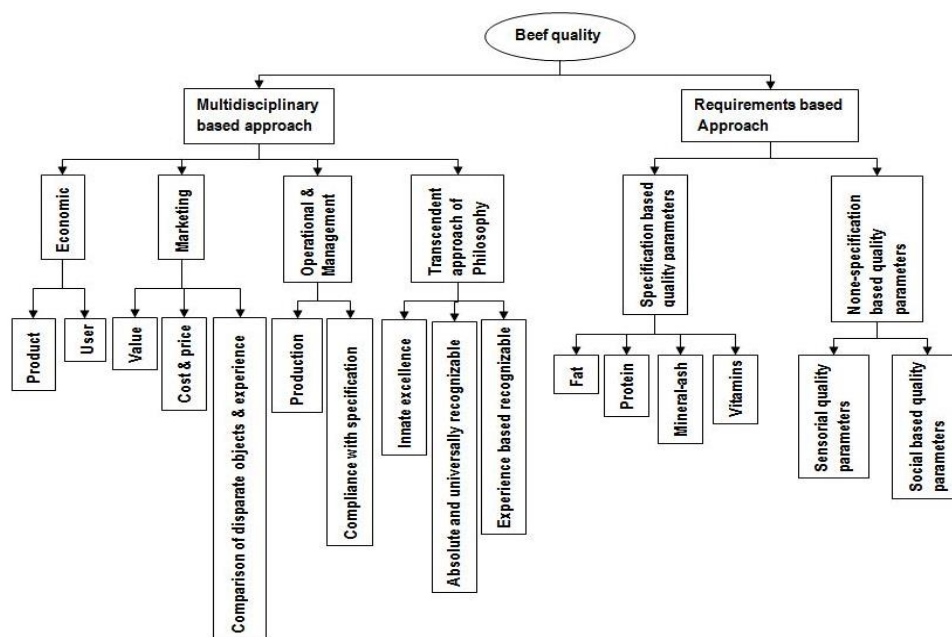 Beef quality
Multidisciplinary
based approach
Requirements based
Approach
Economic
Marketing
Operational &
Management
Transcendent
approach of
Philosophy
Specification based
quality parameters
None-specification
based quality
parameters
Product
User
Value
Cost & price
Comparison of disparate objects & experience
Production
Compliance with specification
Innate excellence
Absolute and universally recognizable
Experience based recognizable
Fat
Protein
Mineral-ash
Vitamins
Sensorial quality
parameters
Social based quality
parameters